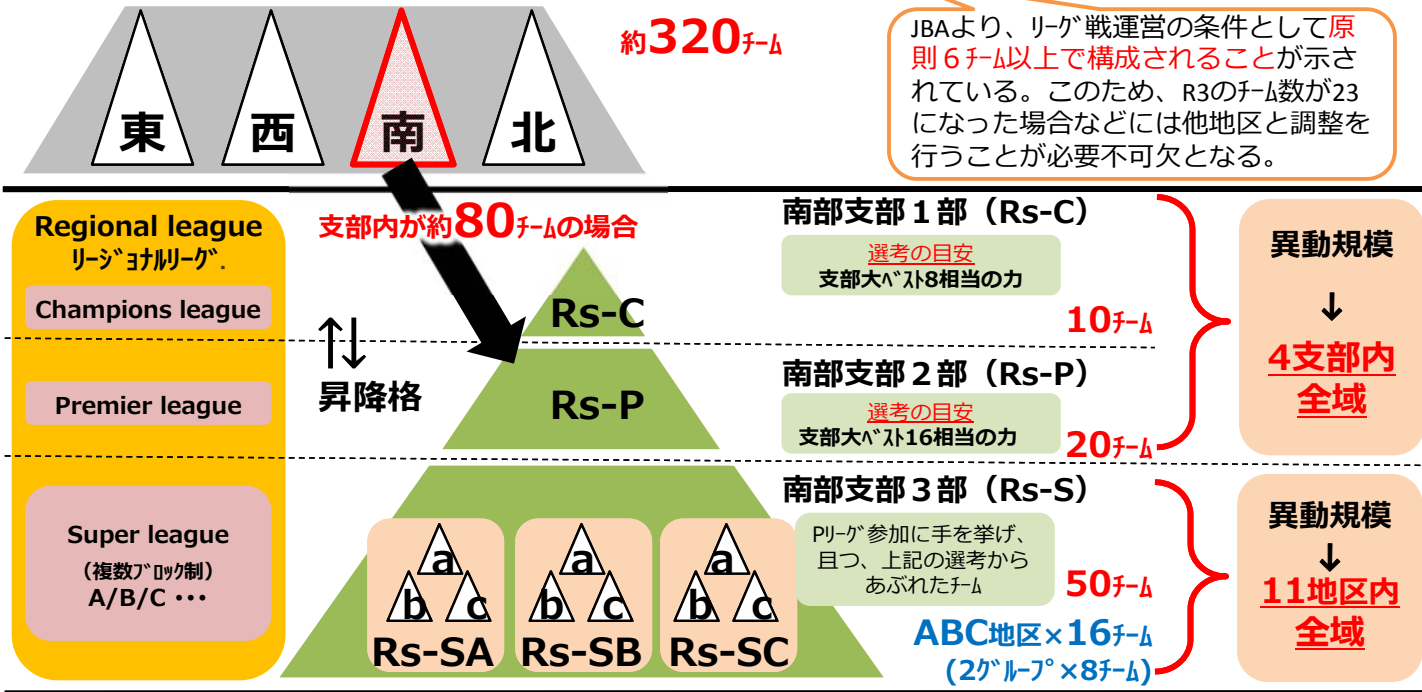 約320ﾁｰﾑ
JBAより、ﾘｰｸﾞ戦運営の条件として原
則６ﾁｰﾑ以上で構成されることが示さ
れている。このため、R3のﾁｰﾑ数が23
になった場合などには他地区と調整を
行うことが必要不可欠となる。
東 西 南 北
Regional league
ﾘｰｼﾞｮﾅﾙﾘｰｸﾞ.
Champions league
Premier league
Super league
(複数ﾌﾞﾛｯｸ制)
A/B/C ･･･
支部内が約80ﾁｰﾑの場合
↑↓
昇降格
Rs-C
Rs-P
a a a
b c b c b c
Rs-SA Rs-SB Rs-SC
南部支部１部（Rs-C）
選考の目安
支部大ﾍﾞｽﾄ8相当の力
10ﾁｰﾑ
南部支部２部（Rs-P）
選考の目安
支部大ﾍﾞｽﾄ16相当の力
20ﾁｰﾑ
南部支部３部（Rs-S）
Pﾘｰｸﾞ参加に手を挙げ、
且つ、上記の選考から
あぶれたﾁｰﾑ
50ﾁｰﾑ
ABC地区×16ﾁｰﾑ
(2ｸﾞﾙｰﾌﾟ×8ﾁｰﾑ)
異動規模
↓
4支部内
全域
異動規模
↓
11地区内
全域